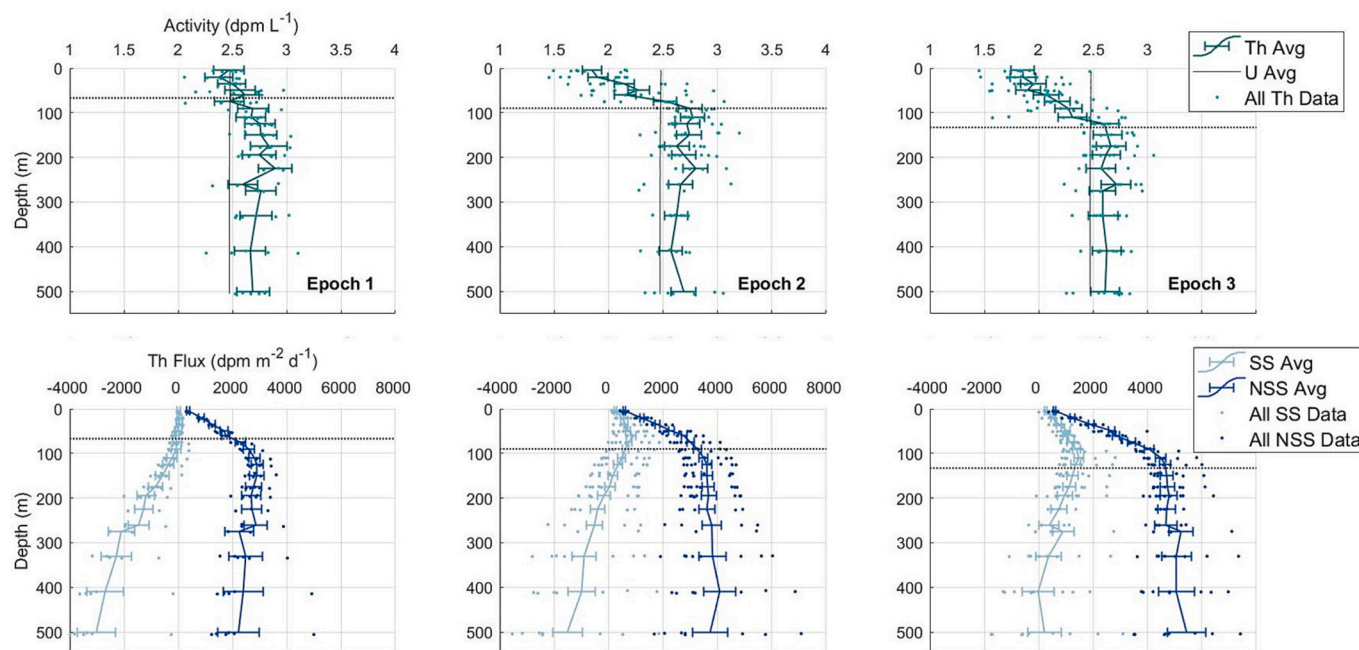 Activity (dpm L-1)
1 1.5 2 2.5 3 3.5 4
1 1.5 2 2.5 3 3.5 4
1 1.5 2 2.5 3
Th Avg
U Avg
All Th Data
Depth (m)
0
100
200
300
400
500
0
100
200
300
400
500
0
100
200
300
400
500
Epoch 1
Epoch 2
Epoch 3
Th Flux (dpm m-2 d-1)
-4000 -2000 0 2000 4000 6000 8000
-4000 -2000 0 2000 4000 6000 8000
-4000 -2000 0 2000 4000
SS Avg
NSS Avg
All SS Data
All NSS Data
Depth (m)
0
100
200
300
400
500
0
100
200
300
400
500
0
100
200
300
400
500